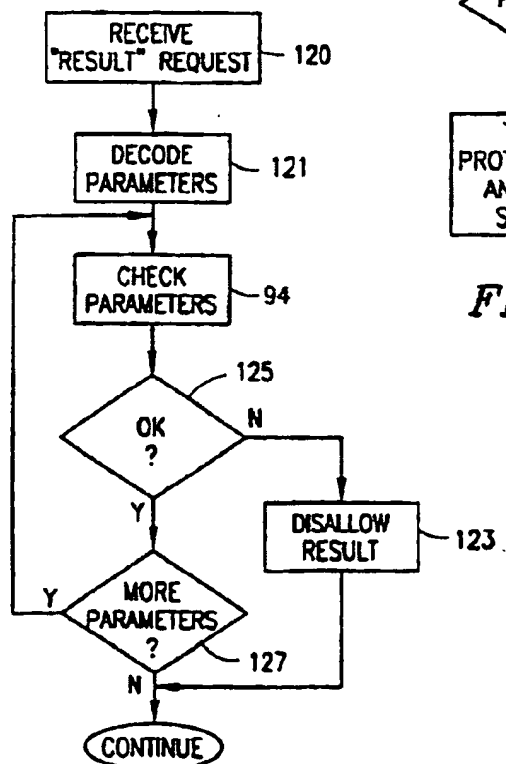 RECEIVE
"RESULT" REQUEST
120
DECODE
PARAMETERS
121
CHECK
PARAMETERS
94
125
OK
?
N
Y
DISALLOW
RESULT
123
MORE
PARAMETERS
?
Y
127
N
CONTINUE